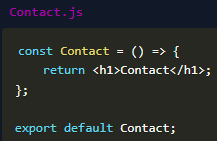 Contact.js
const Contact = () => {
    return <h1>Contact</h1>;
};
export default Contact;